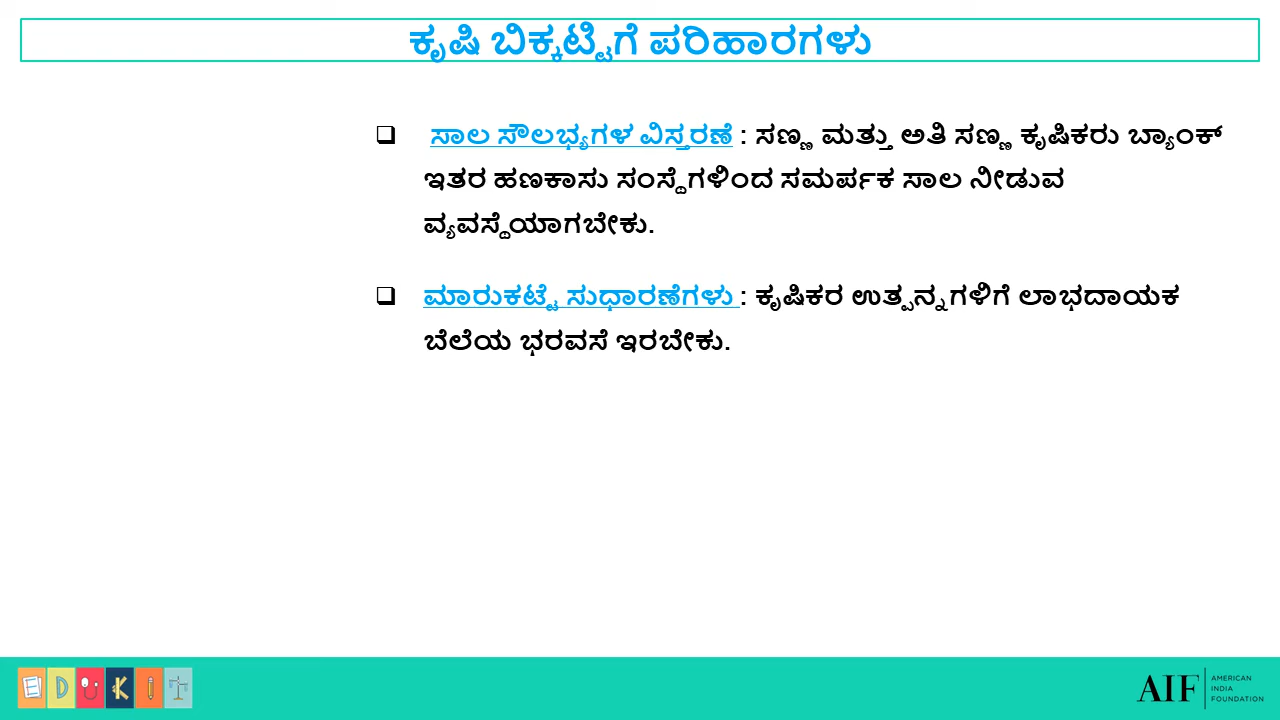 ಕೃಷಿ ಬಿಕ್ಕಟ್ಟಿಗೆ ಪರಿಹಾರಗಳು
❑ ಸಾಲ ಸೌಲಭ್ಯಗಳ ವಿಸ್ತರಣೆ : ಸಣ್ಣ ಮತ್ತು ಅತಿ ಸಣ್ಣ ಕೃಷಿಕರು ಬ್ಯಾಂಕ್
ಇತರ ಹಣಕಾಸು ಸಂಸ್ಥೆಗಳಿಂದ ಸಮರ್ಪಕ ಸಾಲ ನೀಡುವ
ವ್ಯವಸ್ಥೆಯಾಗಬೇಕು.
❑ ಮಾರುಕಟ್ಟೆ ಸುಧಾರಣೆಗಳು : ಕೃಷಿಕರ ಉತ್ಪನ್ನಗಳಿಗೆ ಲಾಭದಾಯಕ
ಬೆಲೆಯ ಭರವಸೆ ಇರಬೇಕು.
EDUKIT
AIF
AMERICAN
INDIA
FOUNDATION